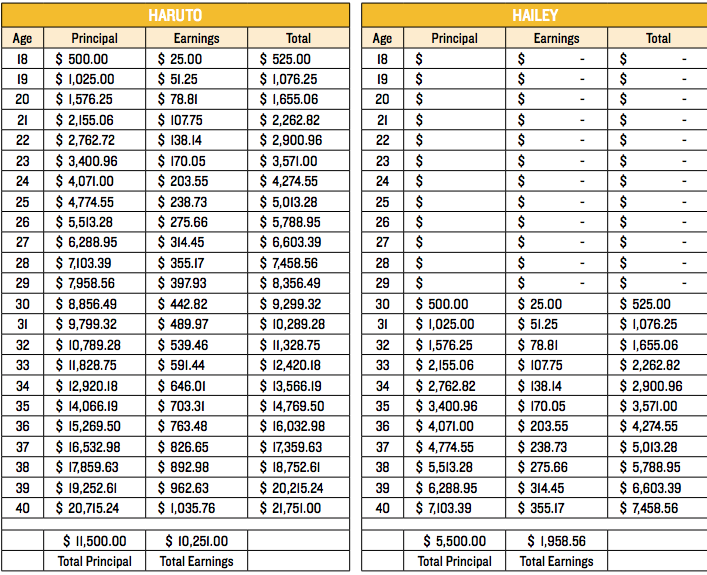 HARUTO HAILEY
Age Principal Earnings Total Age Principal Earnings Total
18 $ 500.00 $ 25.00 $ 525.00 18 $ $ - $ -
19 $ 1,025.00 $ 51.25 $ 1,076.25 19 $ $ - $ -
20 $ 1,576.25 $ 78.81 $ 1,655.06 20 $ $ - $ -
21 $ 2,155.06 $ 107.75 $ 2,262.82 21 $ $ - $ -
22 $ 2,762.72 $ 138.14 $ 2,900.96 22 $ $ - $ -
23 $ 3,400.96 $ 170.05 $ 3,571.00 23 $ $ - $ -
24 $ 4,071.00 $ 203.55 $ 4,274.55 24 $ $ - $ -
25 $ 4,774.55 $ 238.73 $ 5,013.28 25 $ $ - $ -
26 $ 5,513.28 $ 275.66 $ 5,788.95 26 $ $ - $ -
27 $ 6,288.95 $ 314.45 $ 6,603.39 27 $ $ - $ -
28 $ 7,103.39 $ 355.17 $ 7,458.56 28 $ $ - $ -
29 $ 7,958.56 $ 397.93 $ 8,356.49 29 $ $ - $ -
30 $ 8,856.49 $ 442.82 $ 9,299.32 30 $ 500.00 $ 25.00 $ 525.00
31 $ 9,799.32 $ 489.97 $ 10,289.28 31 $ 1,025.00 $ 51.25 $ 1,076.25
32 $ 10,789.28 $ 539.46 $ 11,328.75 32 $ 1,576.25 $ 78.81 $ 1,655.06
33 $ 11,828.75 $ 591.44 $ 12,420.18 33 $ 2,155.06 $ 107.75 $ 2,262.82
34 $ 12,920.18 $ 646.01 $ 13,566.19 34 $ 2,762.82 $ 138.14 $ 2,900.96
35 $ 14,066.19 $ 703.31 $ 14,769.50 35 $ 3,400.96 $ 170.05 $ 3,571.00
36 $ 15,269.50 $ 763.48 $ 16,032.98 36 $ 4,071.00 $ 203.55 $ 4,274.55
37 $ 16,532.98 $ 826.65 $ 17,359.63 37 $ 4,774.55 $ 238.73 $ 5,013.28
38 $ 17,859.63 $ 892.98 $ 18,752.61 38 $ 5,513.28 $ 275.66 $ 5,788.95
39 $ 19,252.61 $ 962.63 $ 20,215.24 39 $ 6,288.95 $ 314.45 $ 6,603.39
40 $ 20,715.24 $ 1,035.76 $ 21,751.00 40 $ 7,103.39 $ 355.17 $ 7,458.56
$ 11,500.00 $ 10,251.00 $ 5,500.00 $ 1,958.56
Total Principal Total Earnings Total Principal Total Earnings